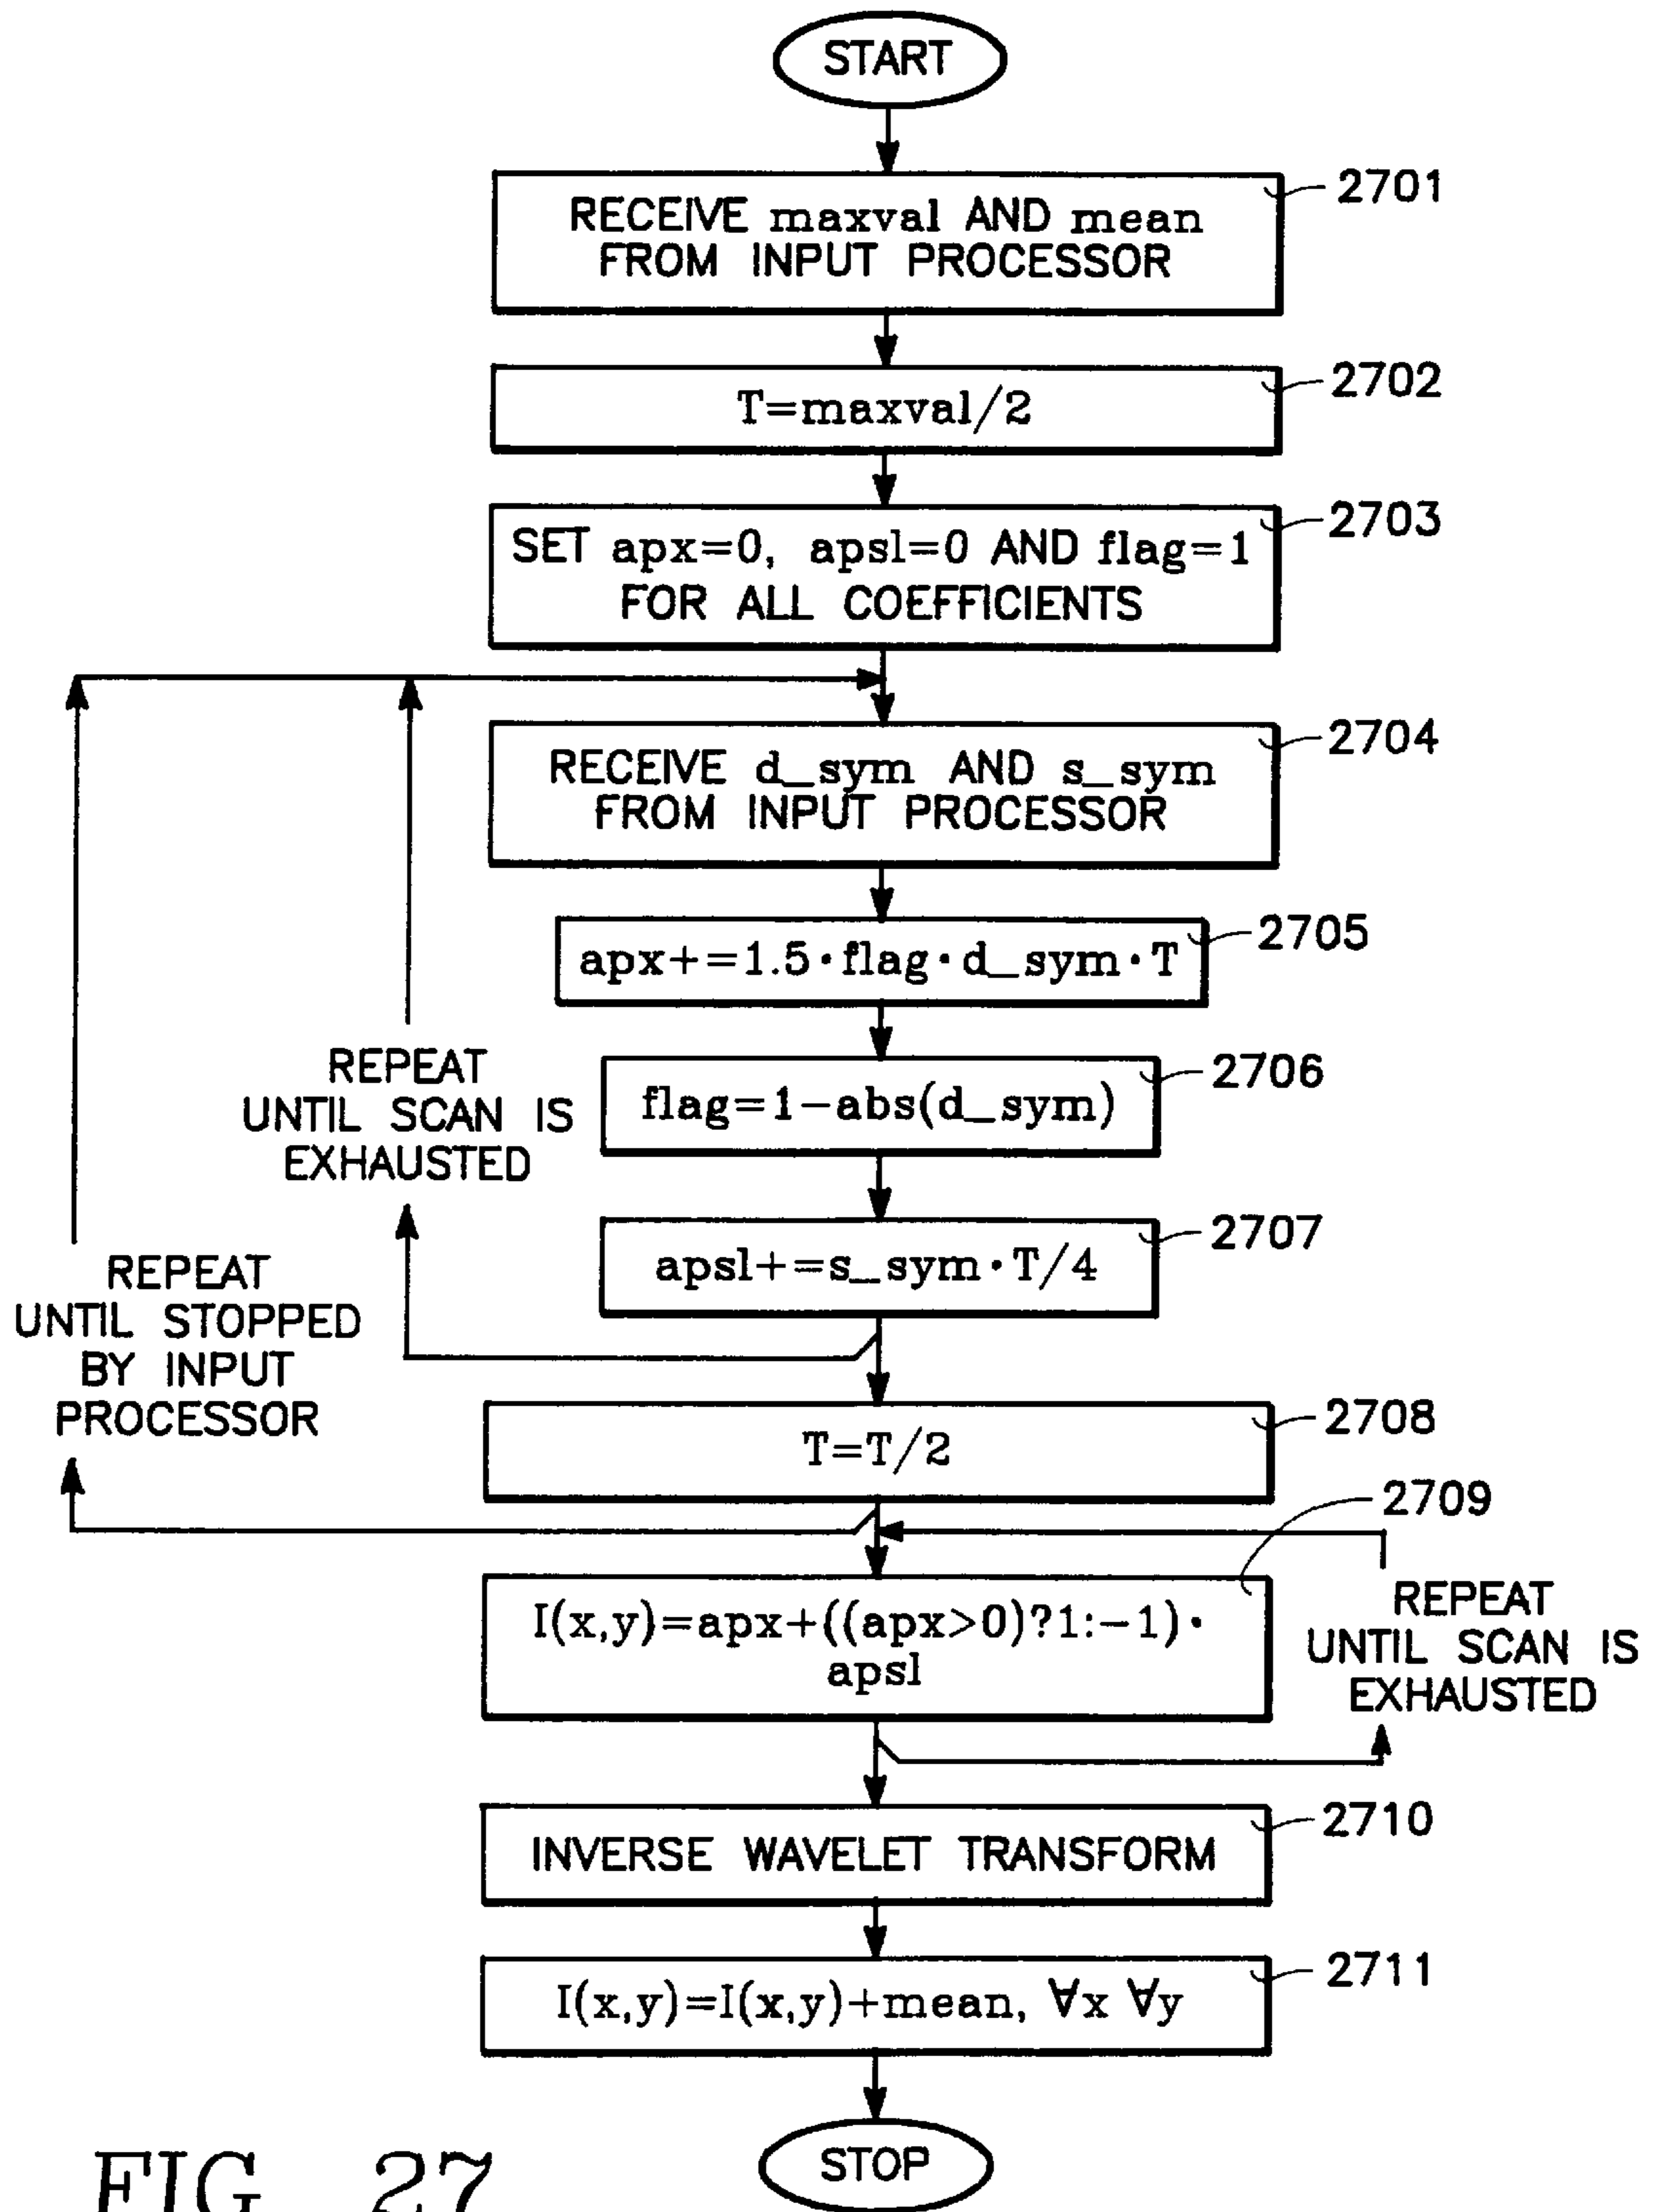 START
2701
RECEIVE maxval AND mean
FROM INPUT PROCESSOR
2702
T=maxval/2
2703
SET apx=0, apsl=0 AND flag=1
FOR ALL COEFFICIENTS
2704
RECEIVE d_sym AND s_sym
FROM INPUT PROCESSOR
2705
apx+=1.5·flag·d_sym·T
REPEAT
UNTIL SCAN IS
EXHAUSTED
2706
flag=1-abs(d_sym)
2707
apsl+=s_sym·T/4
REPEAT
UNTIL STOPPED
BY INPUT
PROCESSOR
2708
T=T/2
2709
I(x,y)=apx+((apx>0)?1:-1)·
apsl
REPEAT
UNTIL SCAN IS
EXHAUSTED
2710
INVERSE WAVELET TRANSFORM
2711
I(x,y)=I(x,y)+mean, ∀x ∀y
STOP
FIG. 27